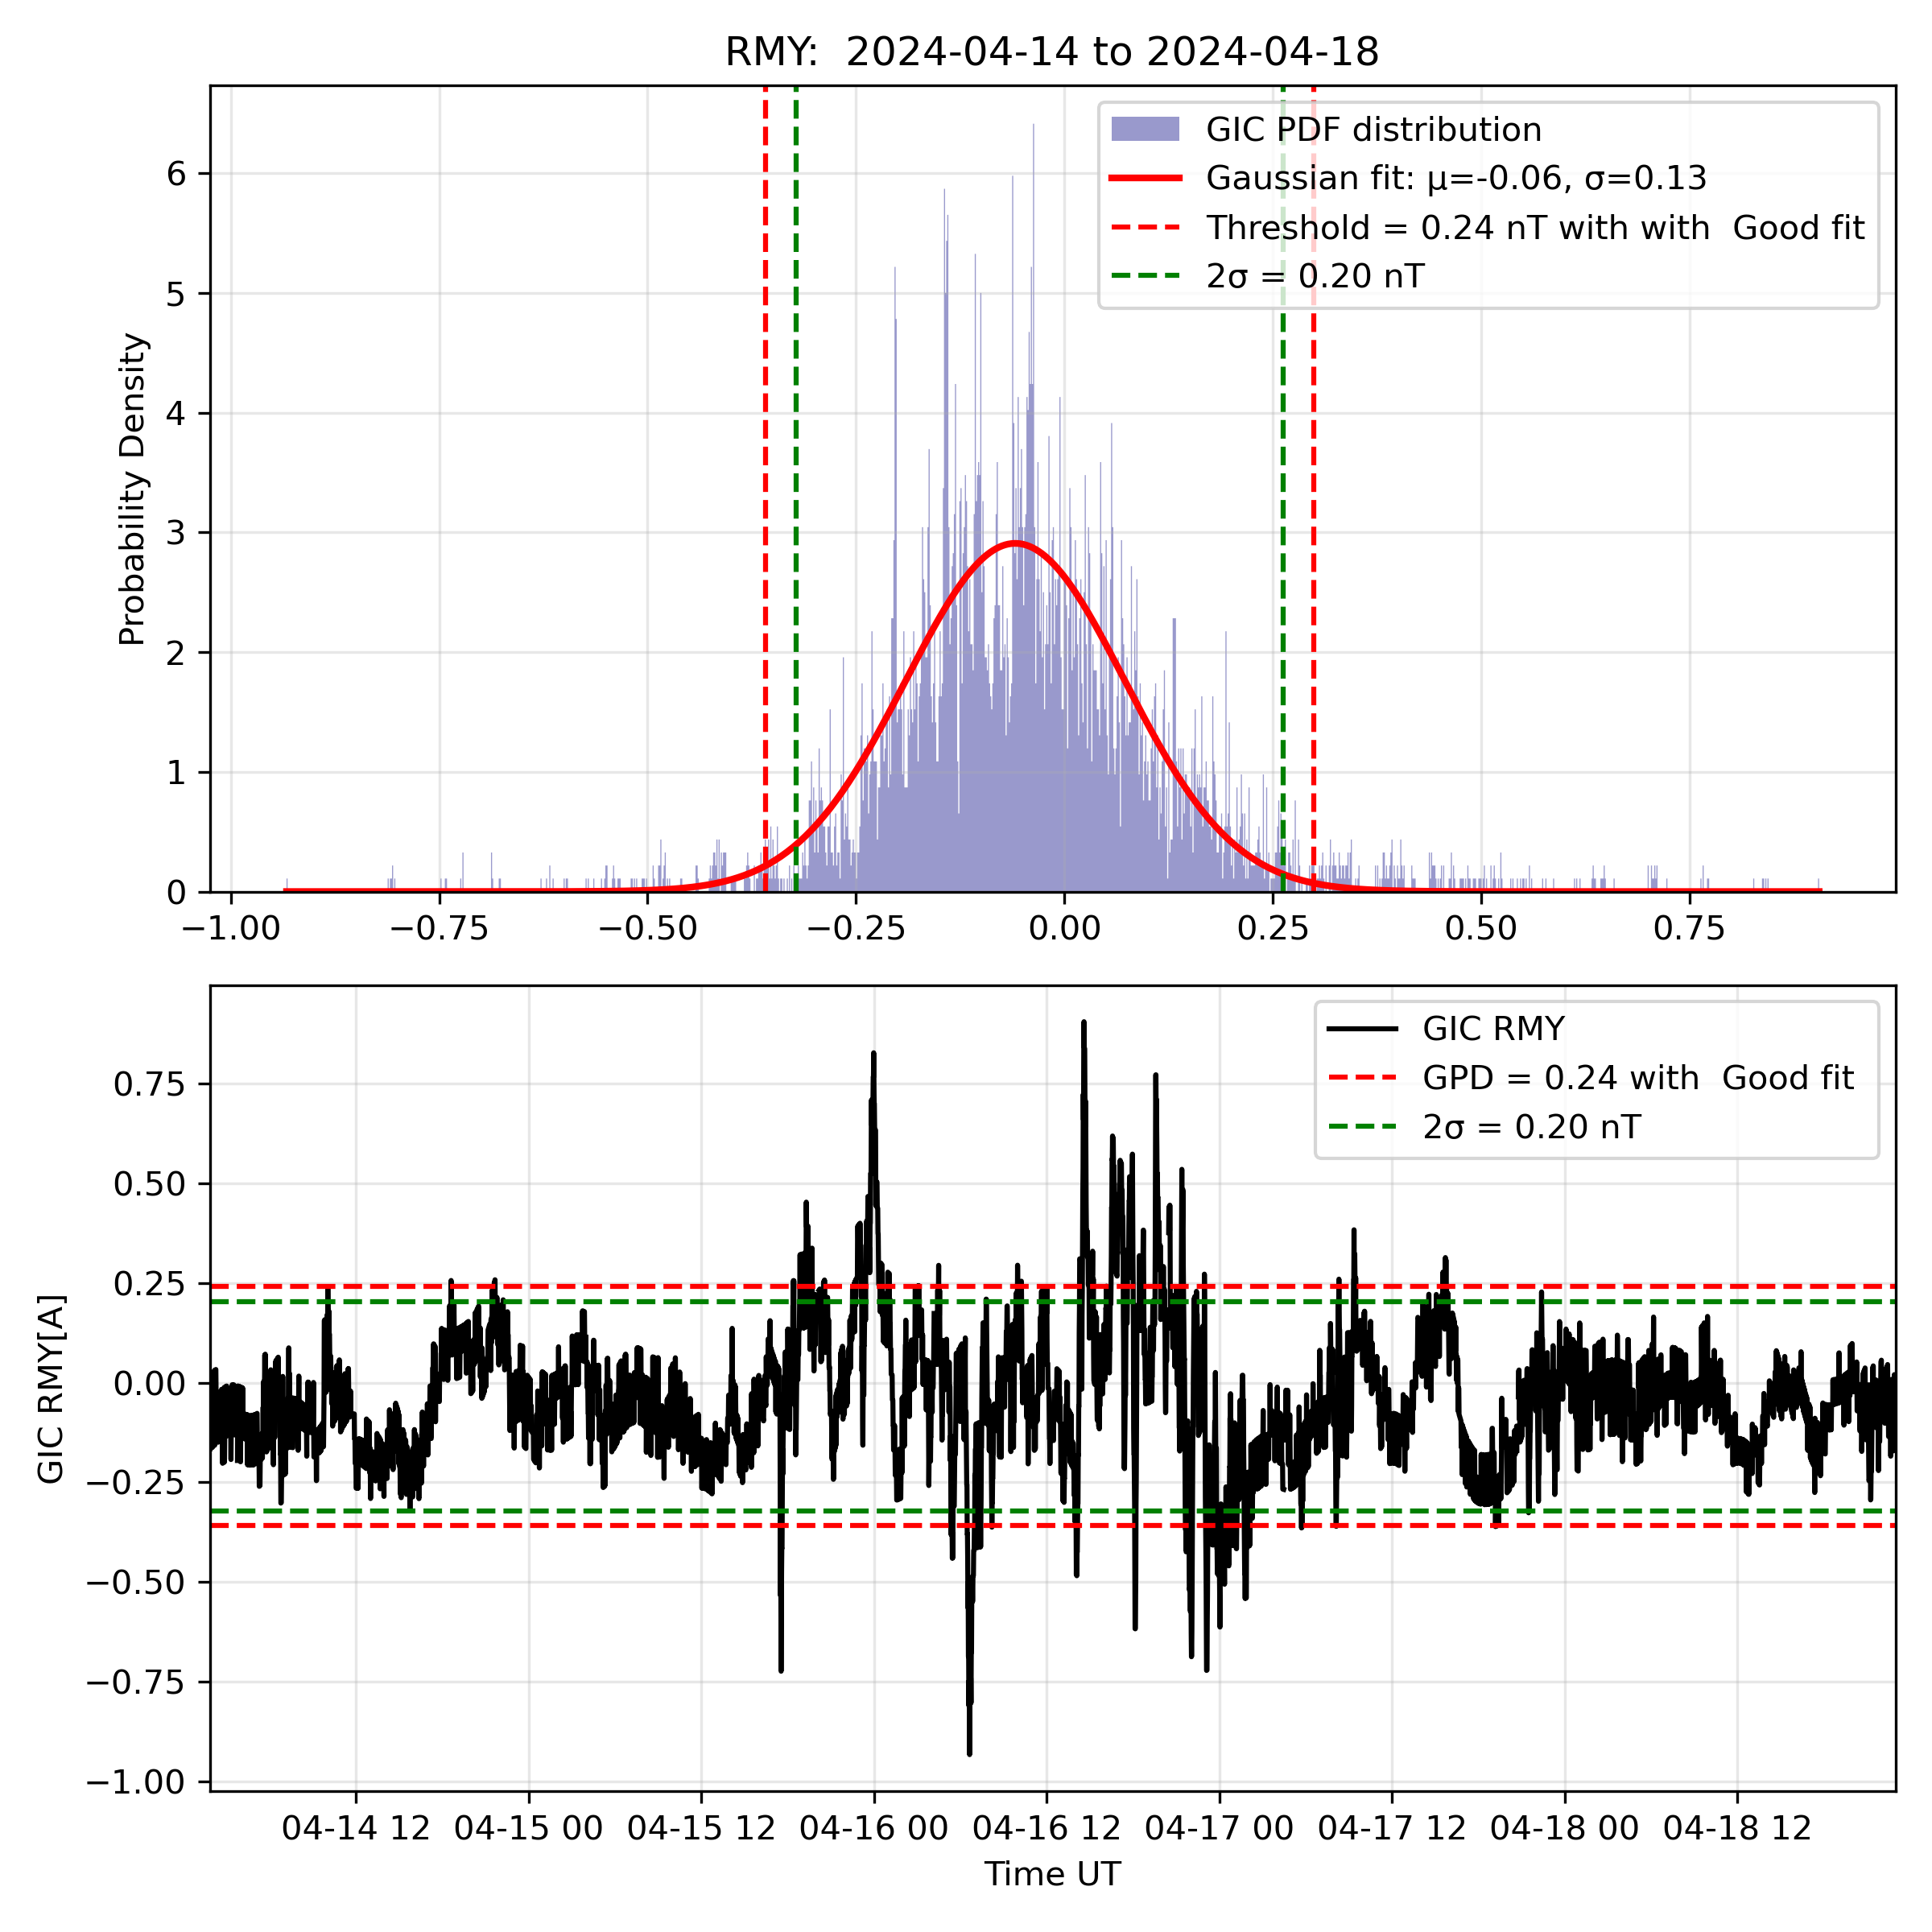 RMY:  2024-04-14 to 2024-04-18
Probability Density
6
5
4
3
2
1
0
GIC PDF distribution
Gaussian fit: μ=-0.06, σ=0.13
Threshold = 0.24 nT with with  Good fit
2σ = 0.20 nT
−1.00 −0.75 −0.50 −0.25 0.00 0.25 0.50 0.75
GIC RMY[A]
0.75
0.50
0.25
0.00
−0.25
−0.50
−0.75
−1.00
GIC RMY
GPD = 0.24 with  Good fit
2σ = 0.20 nT
04-14 12 04-15 00 04-15 12 04-16 00 04-16 12 04-17 00 04-17 12 04-18 00 04-18 12
Time UT